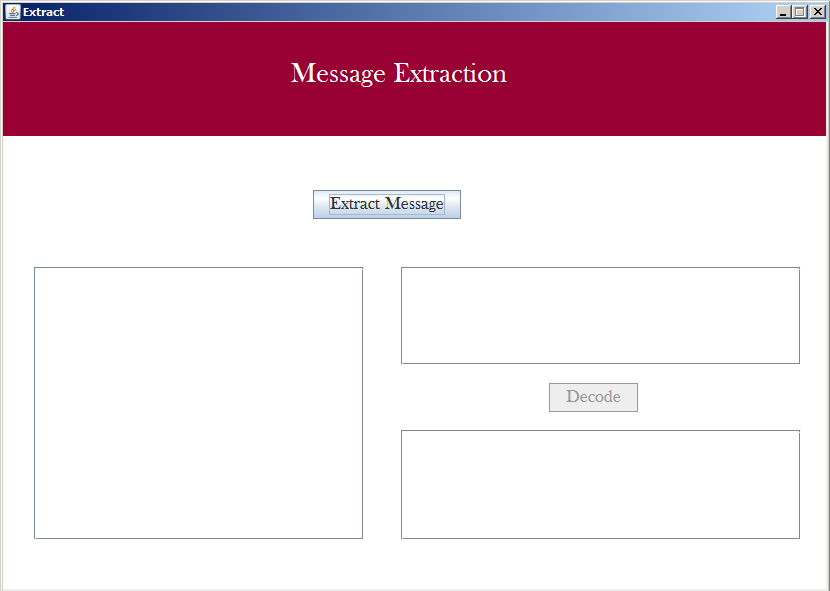 Extract
Message Extraction
Extract Message
Decode